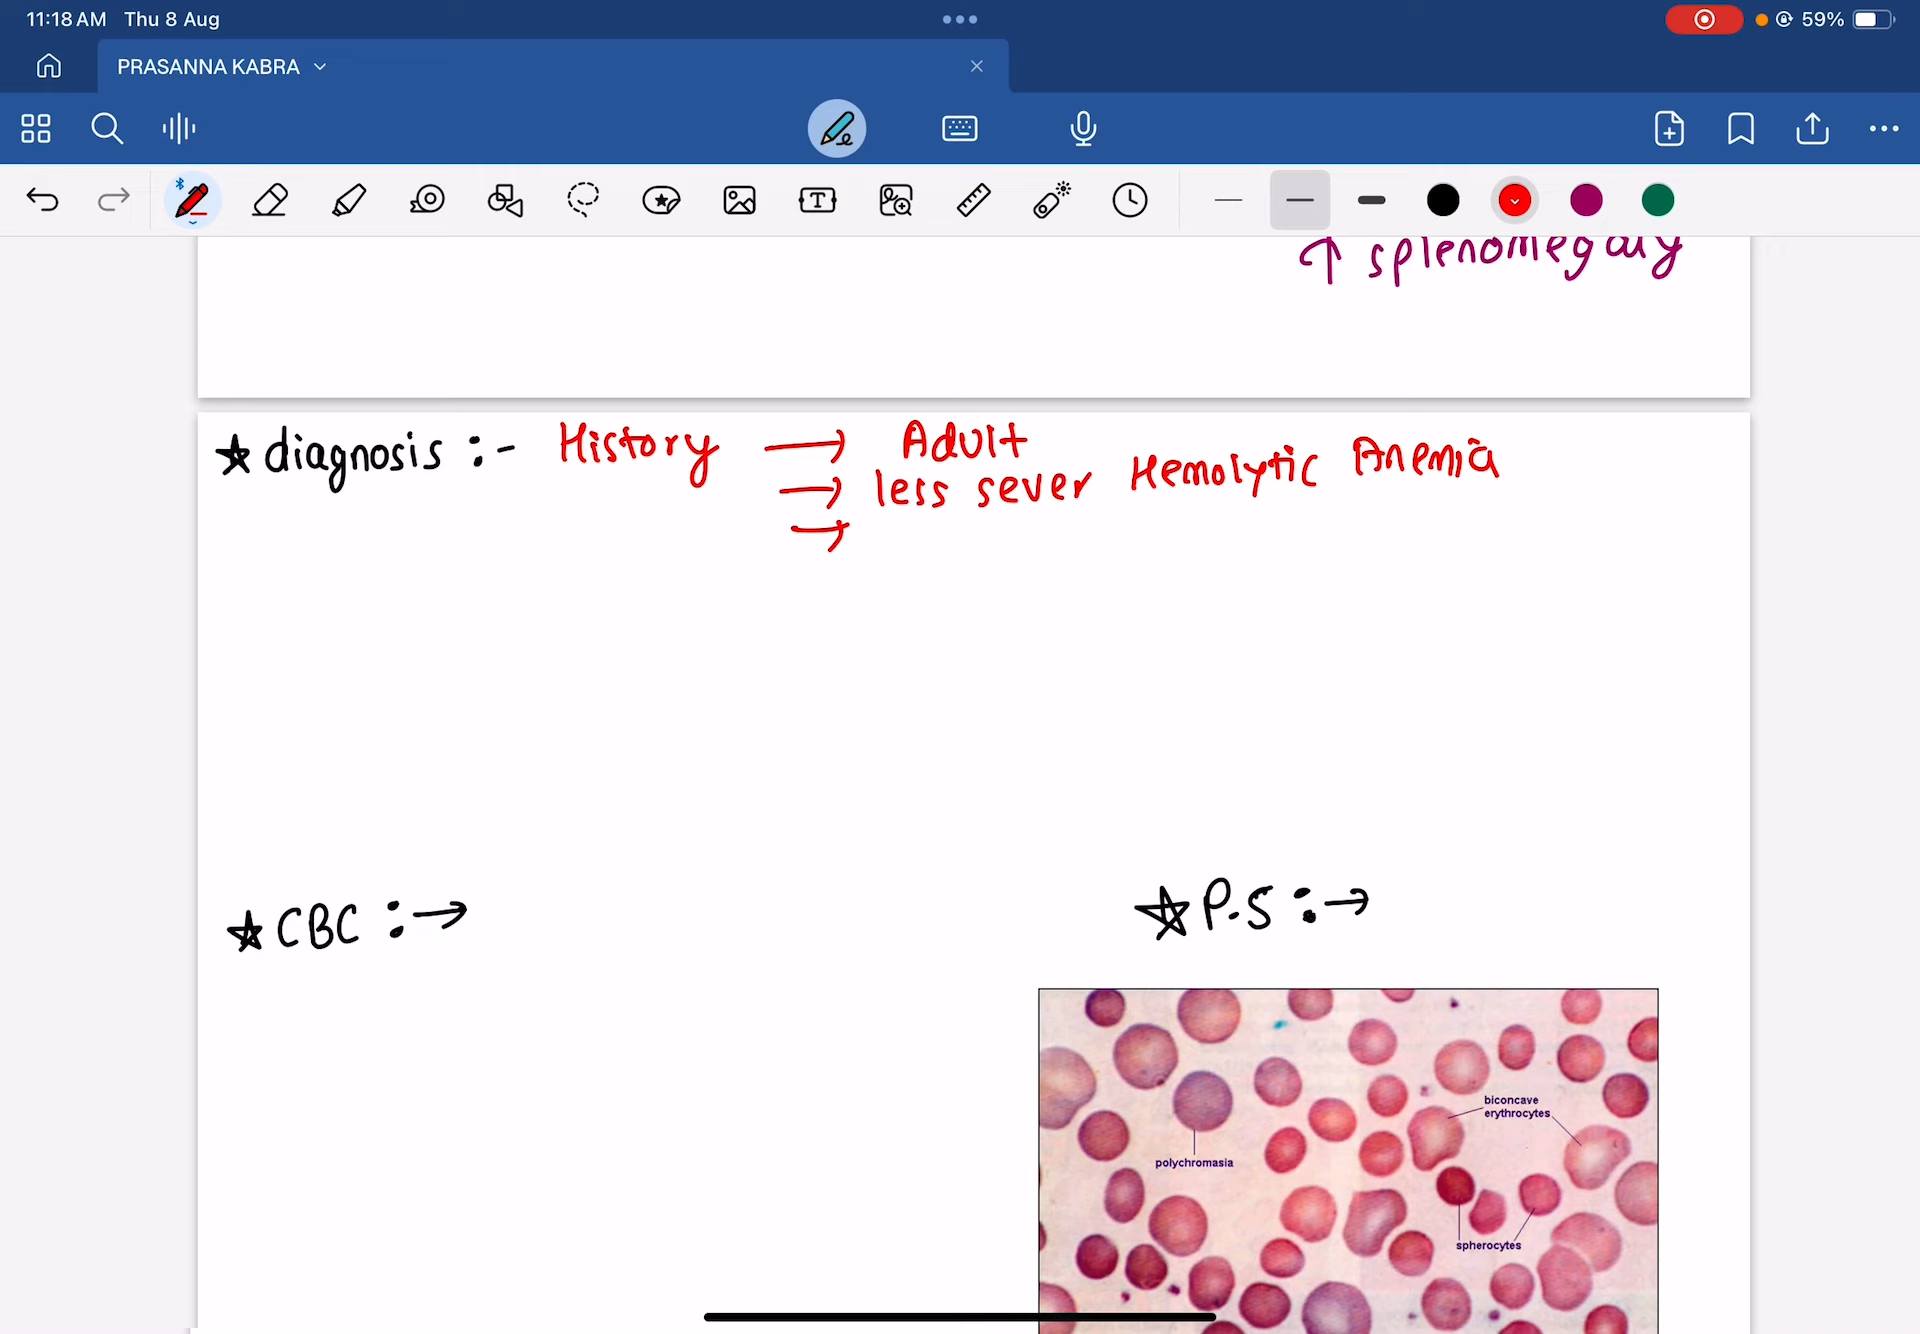 11:18 AM Thu 8 Aug
59%
PRASANNA KABRA
↑ splenomegaly
★ diagnosis :- History → Adult
→ less sever Hemolytic Anemia
→
★ CBC :→
★ P.S :→
biconcave
erythrocytes
polychromasia
spherocytes